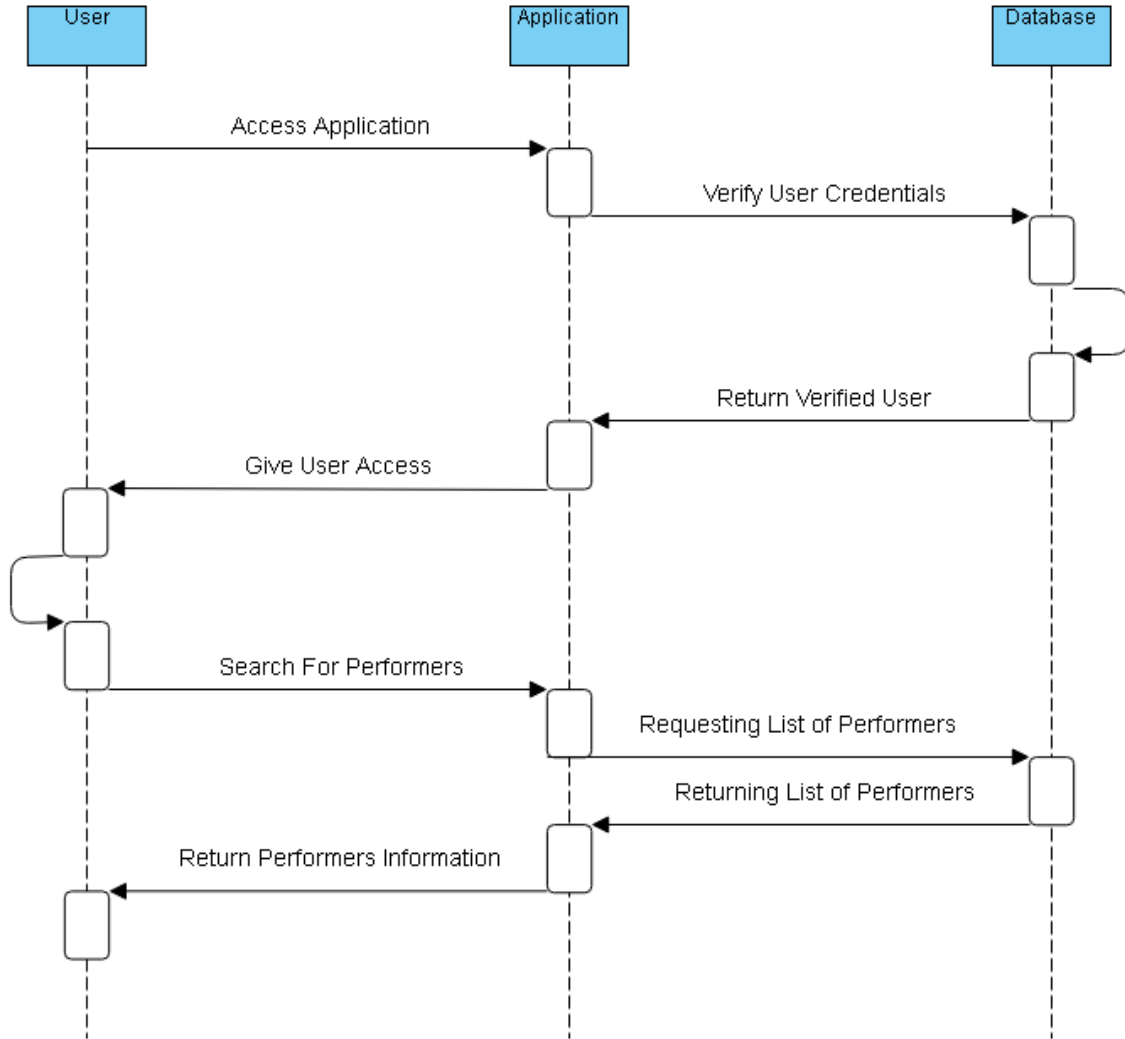 User
Application
Database
Access Application
Verify User Credentials
Return Verified User
Give User Access
Search For Performers
Requesting List of Performers
Returning List of Performers
Return Performers Information